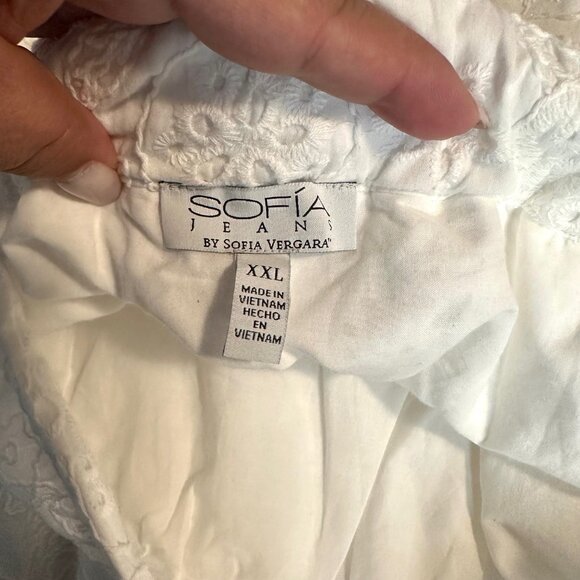 SOFÍA
JEANS
BY SOFIA VERGARA
XXL
MADE IN
VIETNAM
HECHO
EN
VIETNAM